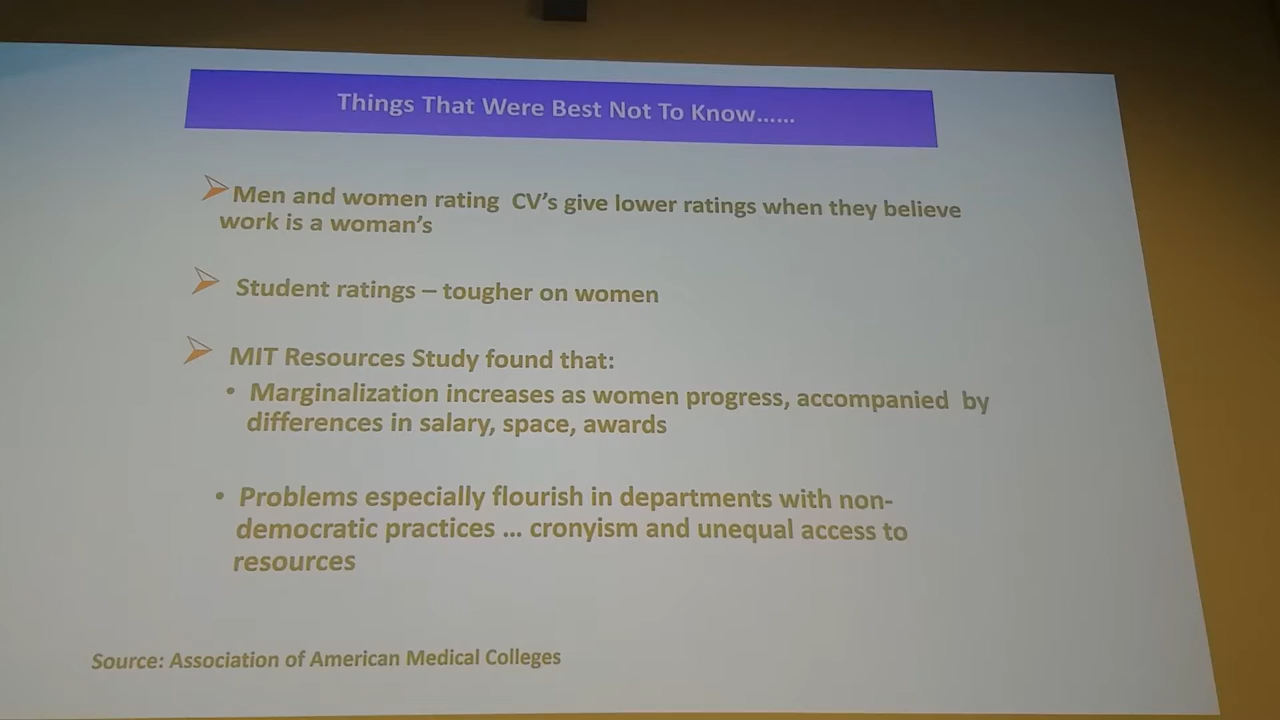 Things That Were Best Not To Know......
Men and women rating CV's give lower ratings when they believe
work is a woman's
Student ratings – tougher on women
MIT Resources Study found that:
• Marginalization increases as women progress, accompanied by
differences in salary, space, awards
• Problems especially flourish in departments with non-
democratic practices ... cronyism and unequal access to
resources
Source: Association of American Medical Colleges